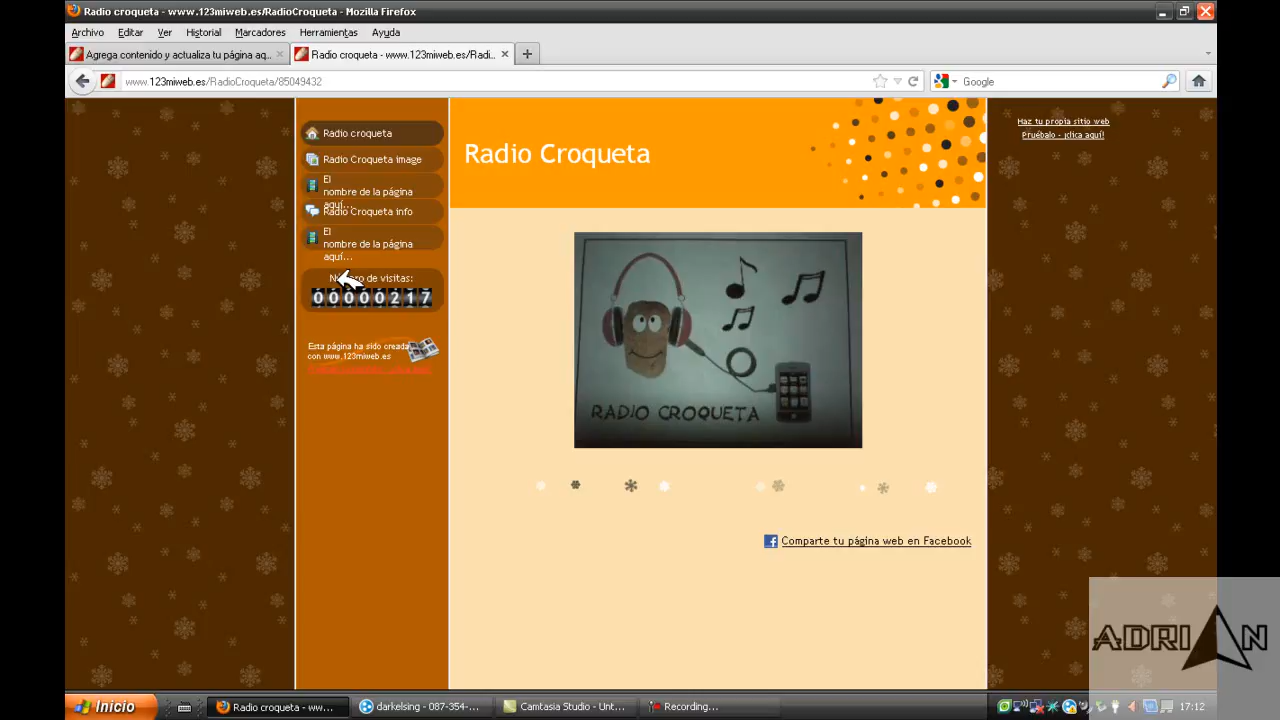 Radio croqueta - www.123miweb.es/RadioCroqueta - Mozilla Firefox
Archivo Editar Ver Historial Marcadores Herramientas Ayuda
Agrega contenido y actualiza tu página aq...
Radio croqueta - www.123miweb.es/Radi...
www.123miweb.es/RadioCroqueta/85049432
Google
Radio croqueta
Radio Croqueta image
El
nombre de la página
aquí...
Radio Croqueta info
El
nombre de la página
aquí...
de visitas:
00000217
Esta página ha sido creada
con www.123miweb.es
Radio Croqueta
RADIO CROQUETA
Comparte tu página web en Facebook
Haz tu propia sitio web
Pruébalo - ¡clica aquí!
ADRIAN
Inicio
Radio croqueta - ww...
darkelsing - 087-354-...
Camtasia Studio - Unt...
Recording...
17:12